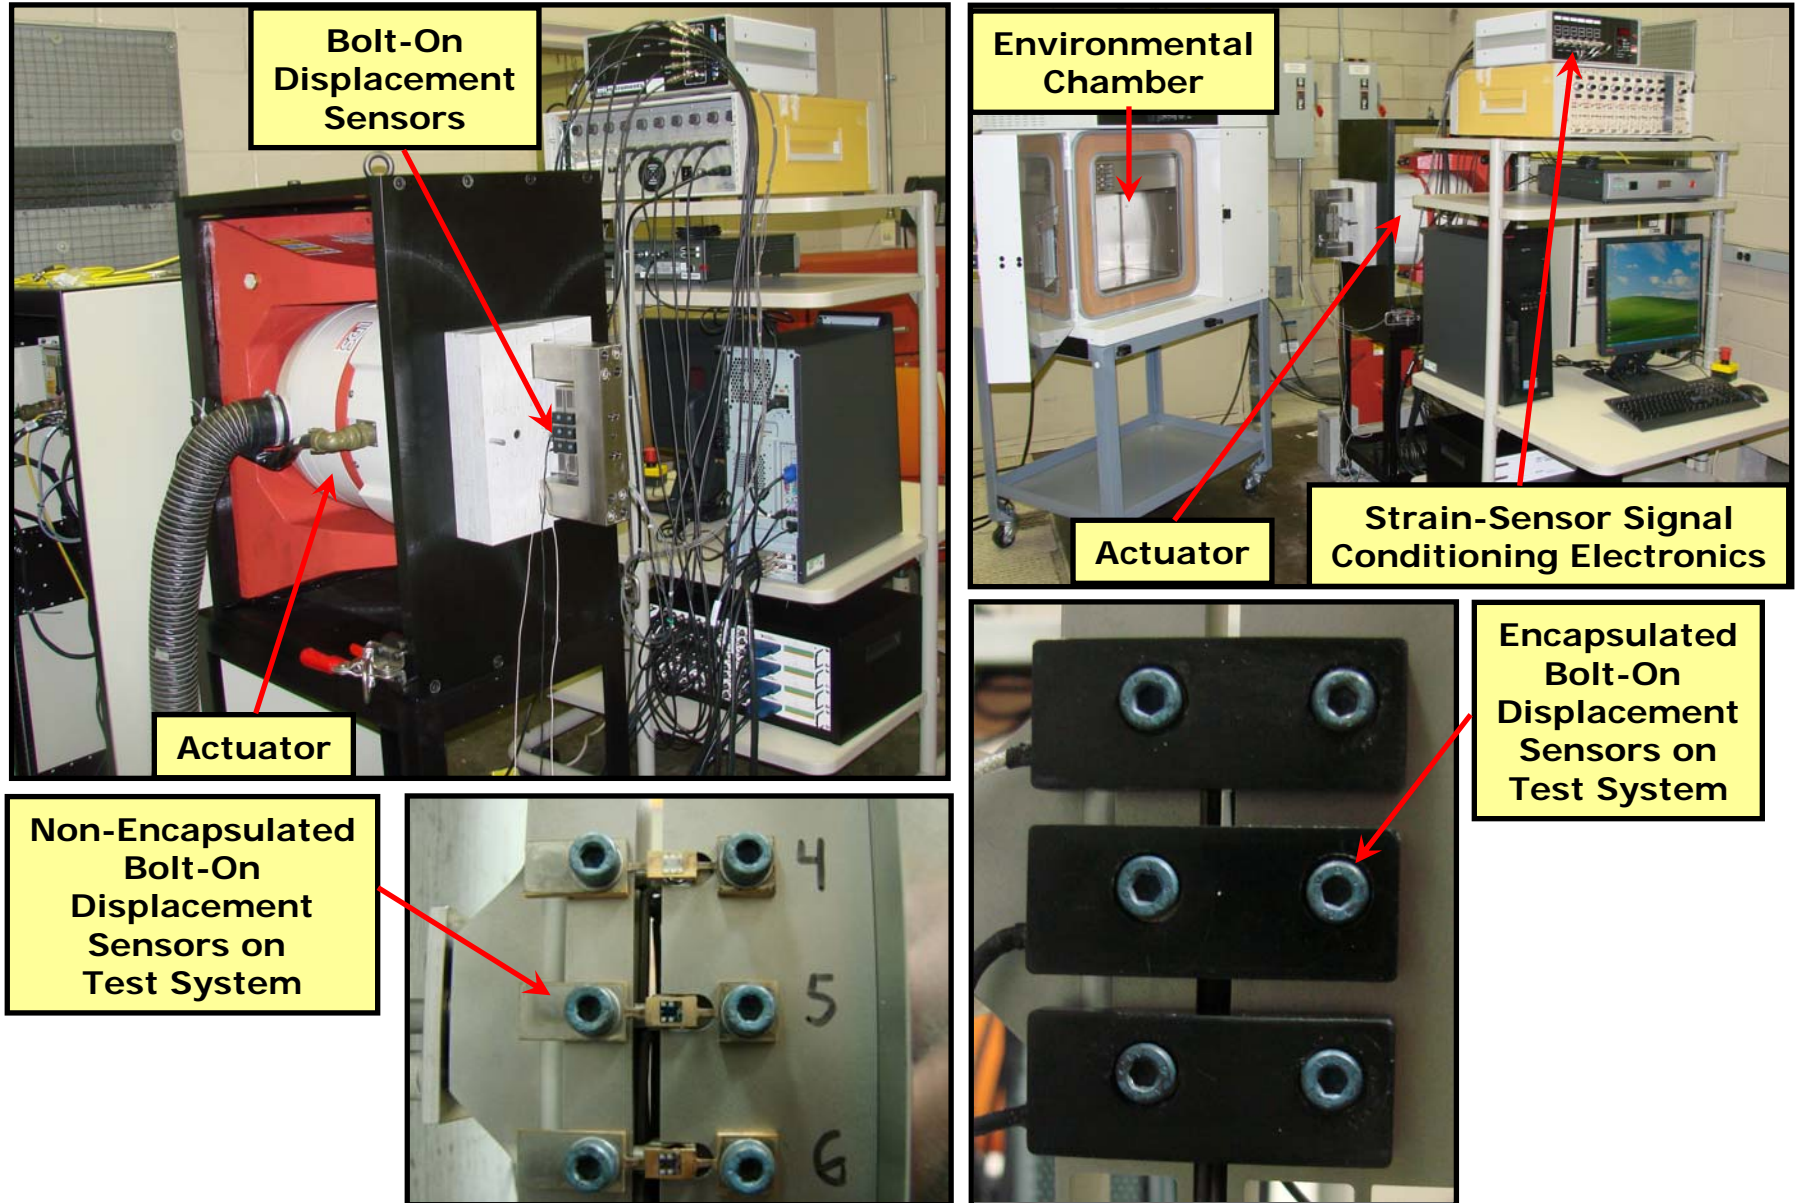 Bolt-On
Displacement
Sensors
Actuator
Environmental
Chamber
Actuator
Strain-Sensor Signal
Conditioning Electronics
Non-Encapsulated
Bolt-On
Displacement
Sensors on
Test System
4
5
6
Encapsulated
Bolt-On
Displacement
Sensors on
Test System